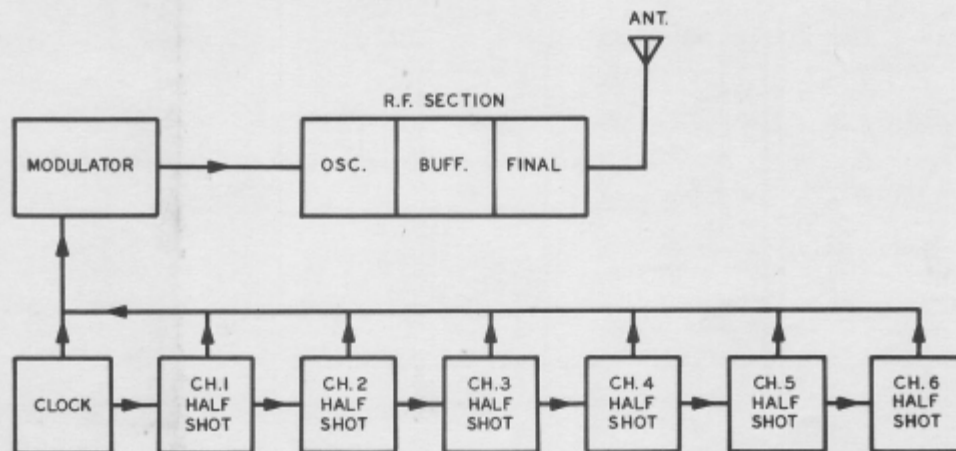 ANT.
R.F. SECTION
MODULATOR
OSC.
BUFF.
FINAL
CLOCK
CH.1
HALF
SHOT
CH.2
HALF
SHOT
CH.3
HALF
SHOT
CH.4
HALF
SHOT
CH.5
HALF
SHOT
CH.6
HALF
SHOT